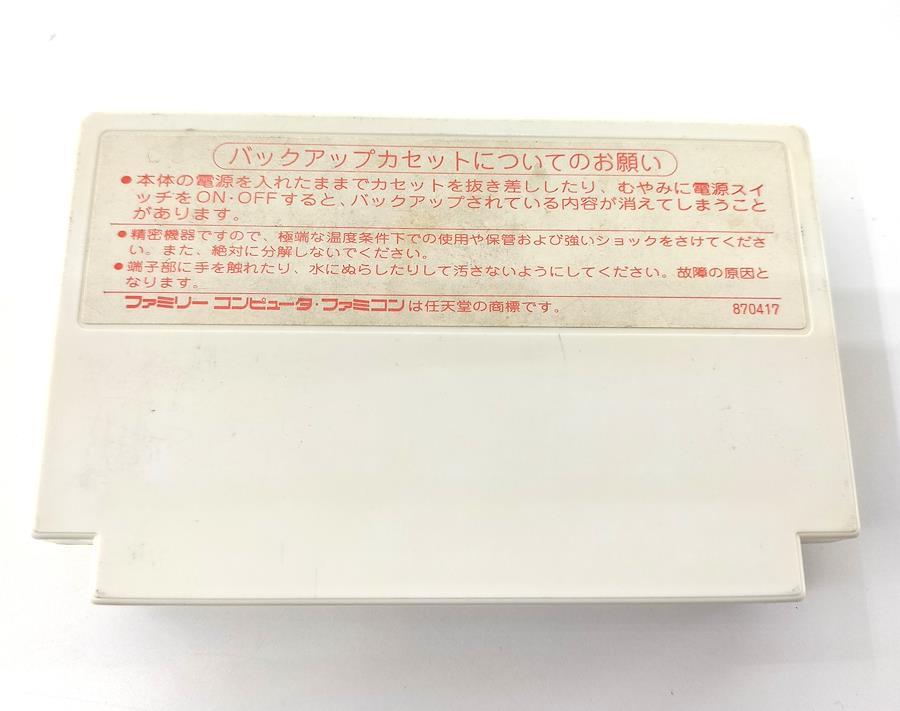 バックアップカセットについてのお願い
●本体の電源を入れたままでカセットを抜き差ししたり、むやみに電源スイ
ッチをON・OFFすると、バックアップされている内容が消えてしまうこと
があります。
●精密機器ですので、極端な温度条件下での使用や保管および強いショックをさけてくださ
い。また、絶対に分解しないでください。
●端子部に手を触れたり、水にぬらしたりして汚さないようにしてください。故障の原因と
なります。
ファミリーコンピュータ・ファミコンは任天堂の商標です。 870417